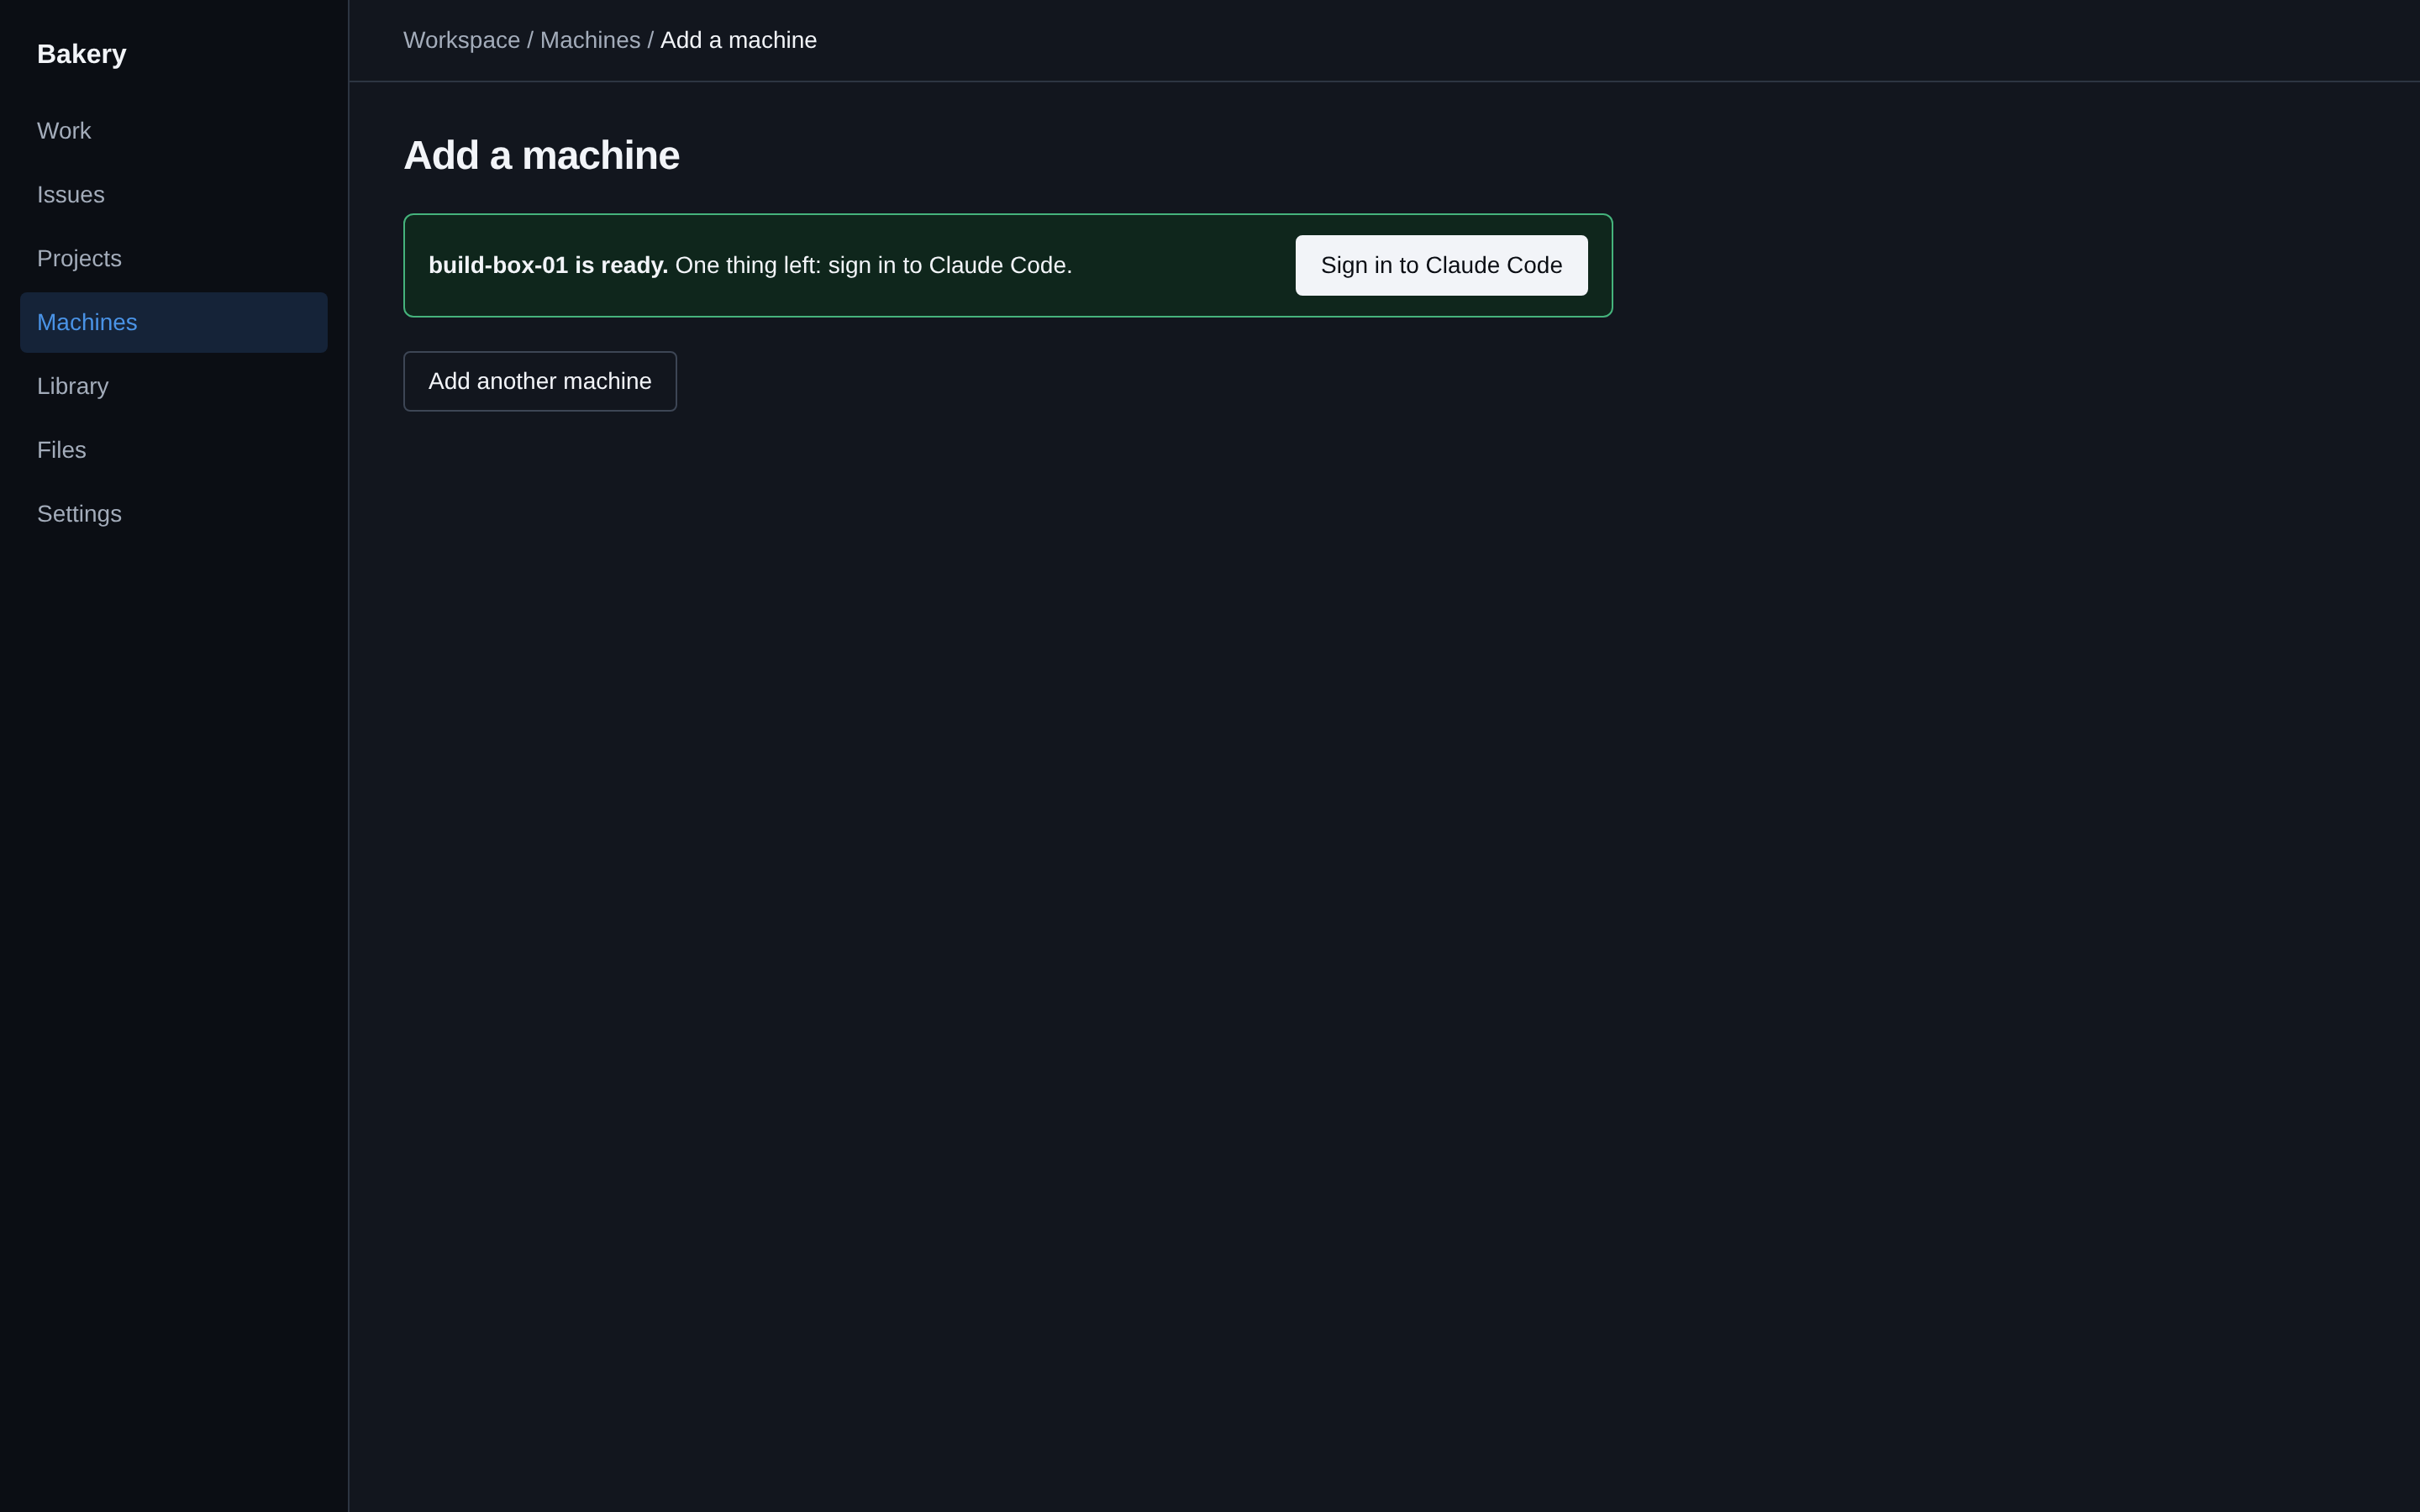 Bakery
Work
Issues
Projects
Machines
Library
Files
Settings
Workspace / Machines / Add a machine
Add a machine
build-box-01 is ready. One thing left: sign in to Claude Code.
Sign in to Claude Code
Add another machine